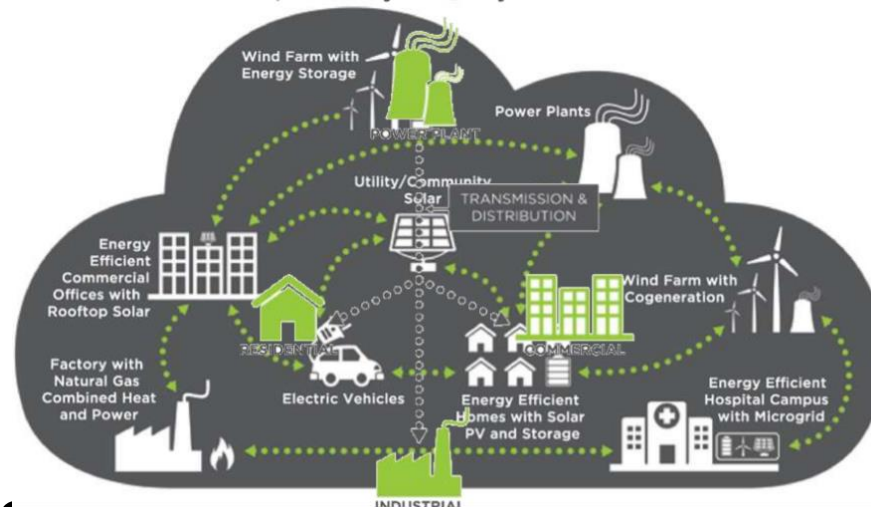 Wind Farm with
Energy Storage
POWER PLANT
Power Plants
Utility/Community
Solar
TRANSMISSION &
DISTRIBUTION
Energy
Efficient
Commercial
Offices with
Rooftop Solar
Wind Farm with
Cogeneration
RESIDENTIAL
COMMERCIAL
Factory with
Natural Gas
Combined Heat
and Power
Electric Vehicles
Energy Efficient
Homes with Solar
PV and Storage
Energy Efficient
Hospital Campus
with Microgrid
INDUSTRIAL